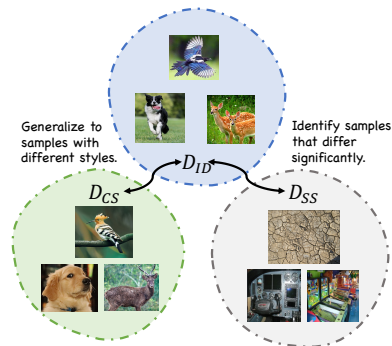 Generalize to
samples with
different styles.
Identify samples
that differ
significantly.
D_ID
D_CS
D_SS